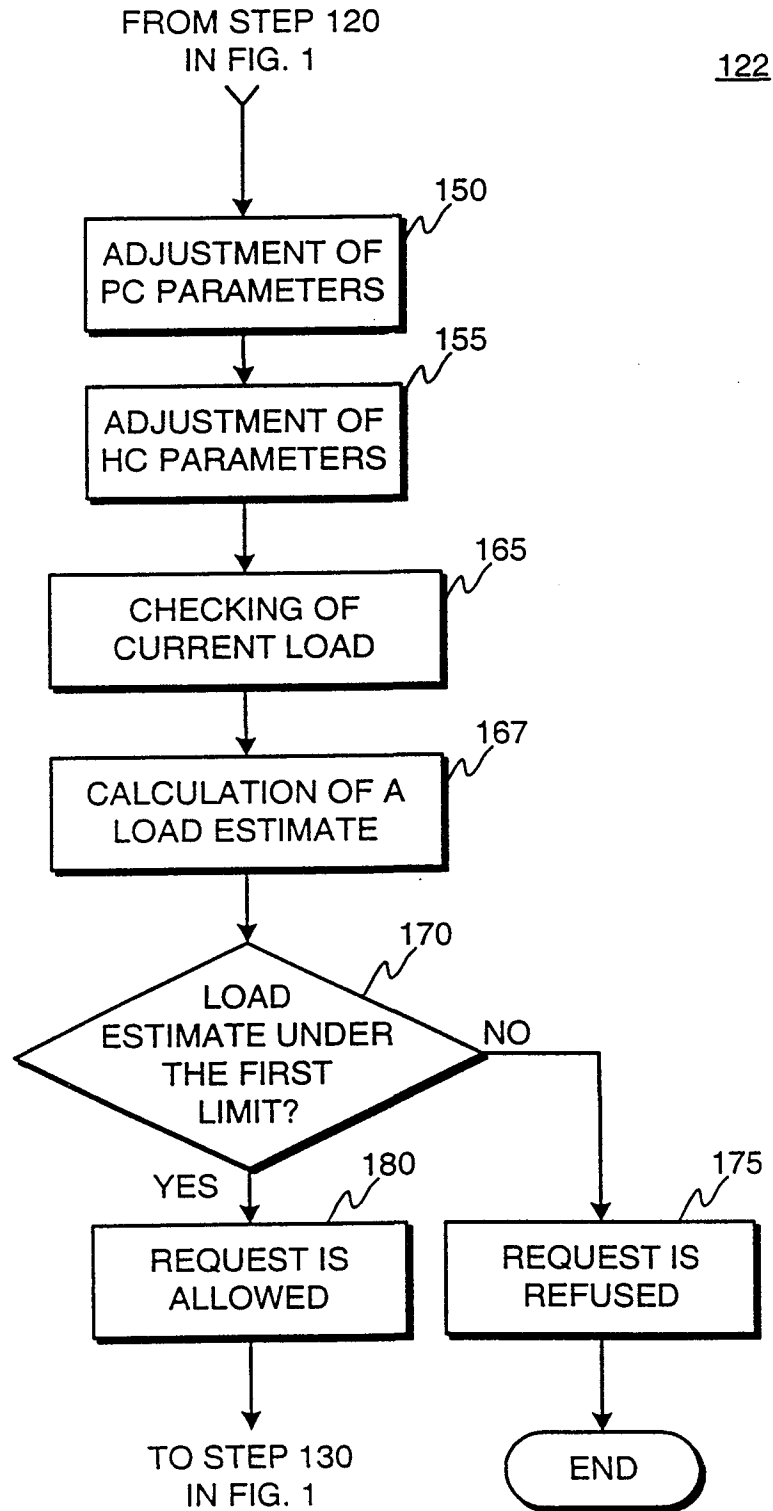 FROM STEP 120
IN FIG. 1
122
150
ADJUSTMENT OF
PC PARAMETERS
155
ADJUSTMENT OF
HC PARAMETERS
165
CHECKING OF
CURRENT LOAD
167
CALCULATION OF A
LOAD ESTIMATE
170
LOAD
ESTIMATE UNDER
THE FIRST
LIMIT?
NO
YES
180
175
REQUEST IS
ALLOWED
REQUEST IS
REFUSED
TO STEP 130
IN FIG. 1
END